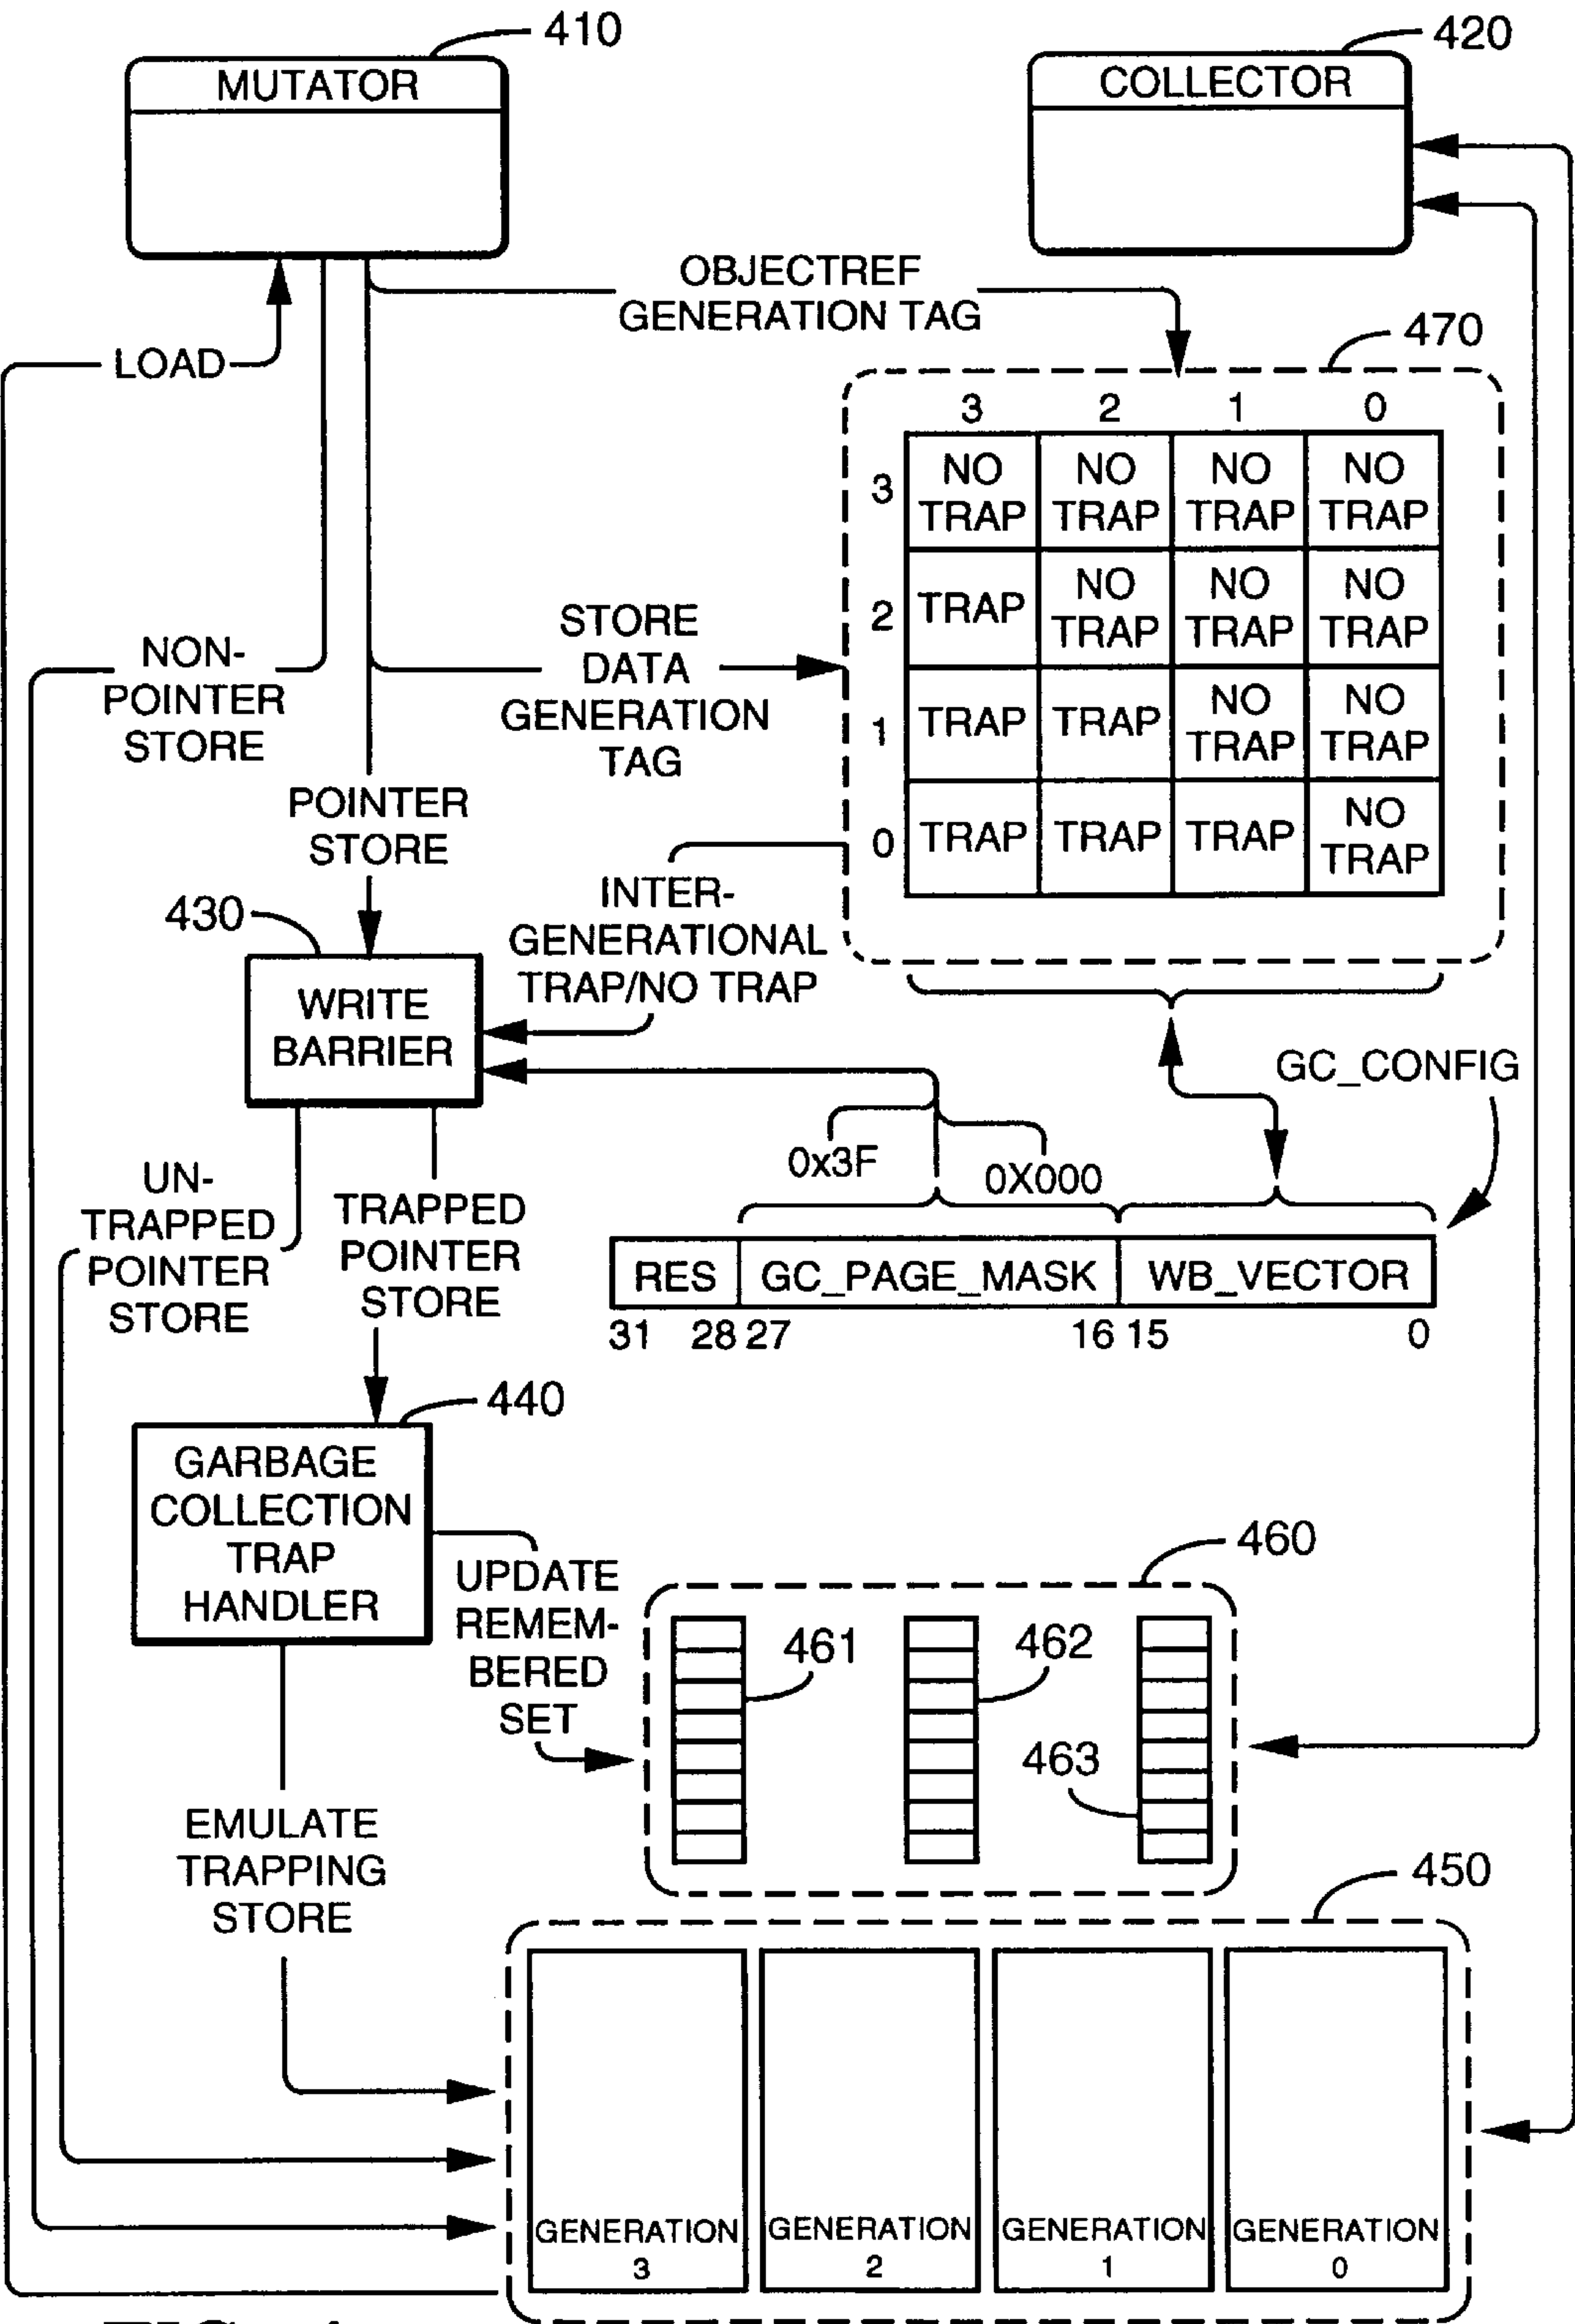 410
420
MUTATOR
COLLECTOR
OBJECTREF
GENERATION TAG
LOAD
470
3 2 1 0
3
NO TRAP
NO TRAP
NO TRAP
NO TRAP
2
TRAP
NO TRAP
NO TRAP
NO TRAP
1
TRAP
TRAP
NO TRAP
NO TRAP
0
TRAP
TRAP
TRAP
NO TRAP
NON-
POINTER
STORE
STORE
DATA
GENERATION
TAG
POINTER
STORE
INTER-
GENERATIONAL
TRAP/NO TRAP
430
WRITE
BARRIER
GC_CONFIG
0x3F
0X000
UN-
TRAPPED
POINTER
STORE
TRAPPED
POINTER
STORE
RES GC_PAGE_MASK WB_VECTOR
31 28 27 16 15 0
440
GARBAGE
COLLECTION
TRAP
HANDLER
UPDATE
REMEM-
BERED
SET
460
461
462
463
EMULATE
TRAPPING
STORE
450
GENERATION
3
GENERATION
2
GENERATION
1
GENERATION
0